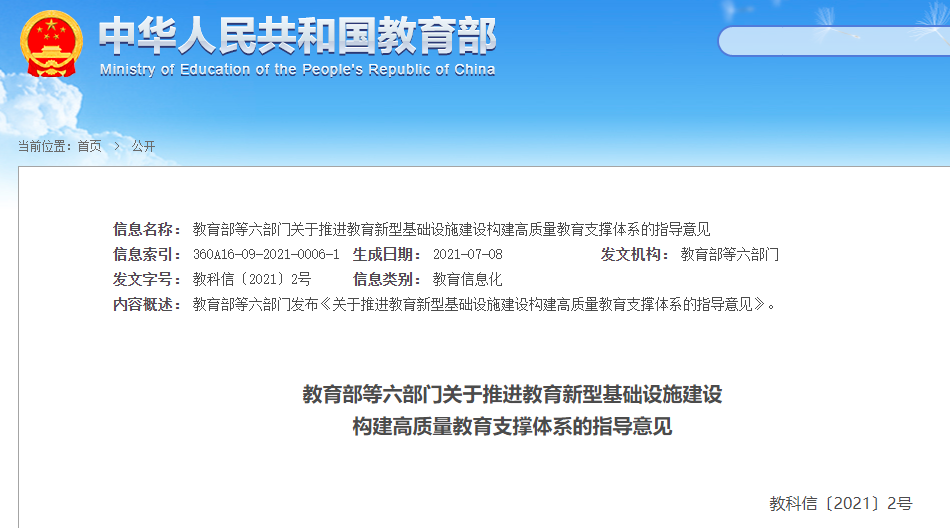 中华人民共和国教育部
Ministry of Education of the People's Republic of China
当前位置：首页 > 公开
信息名称： 教育部等六部门关于推进教育新型基础设施建设构建高质量教育支撑体系的指导意见
信息索引： 360A16-09-2021-0006-1 生成日期： 2021-07-08 发文机构： 教育部等六部门
发文字号： 教科信〔2021〕2号 信息类别： 教育信息化
内容概述： 教育部等六部门发布《关于推进教育新型基础设施建设构建高质量教育支撑体系的指导意见》。
教育部等六部门关于推进教育新型基础设施建设
构建高质量教育支撑体系的指导意见
教科信〔2021〕2号